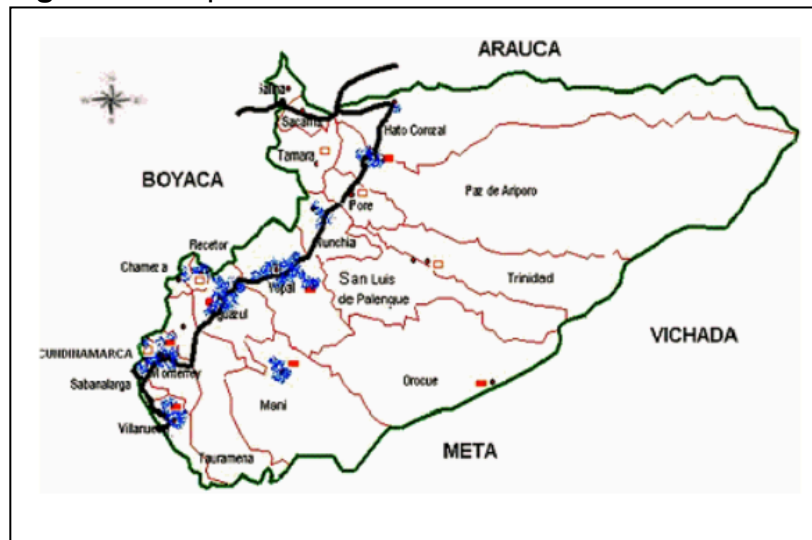 ARAUCA
Sacama
Hato Corozal
Tamara
BOYACA
Paz de Ariporo
Pore
Recetor
Nunchia
Chameza
Yopal
San Luis
de Palenque
Trinidad
VICHADA
CUNDINAMARCA
Monterrey
Orocue
Sabanalarga
Mani
META
Tauramena